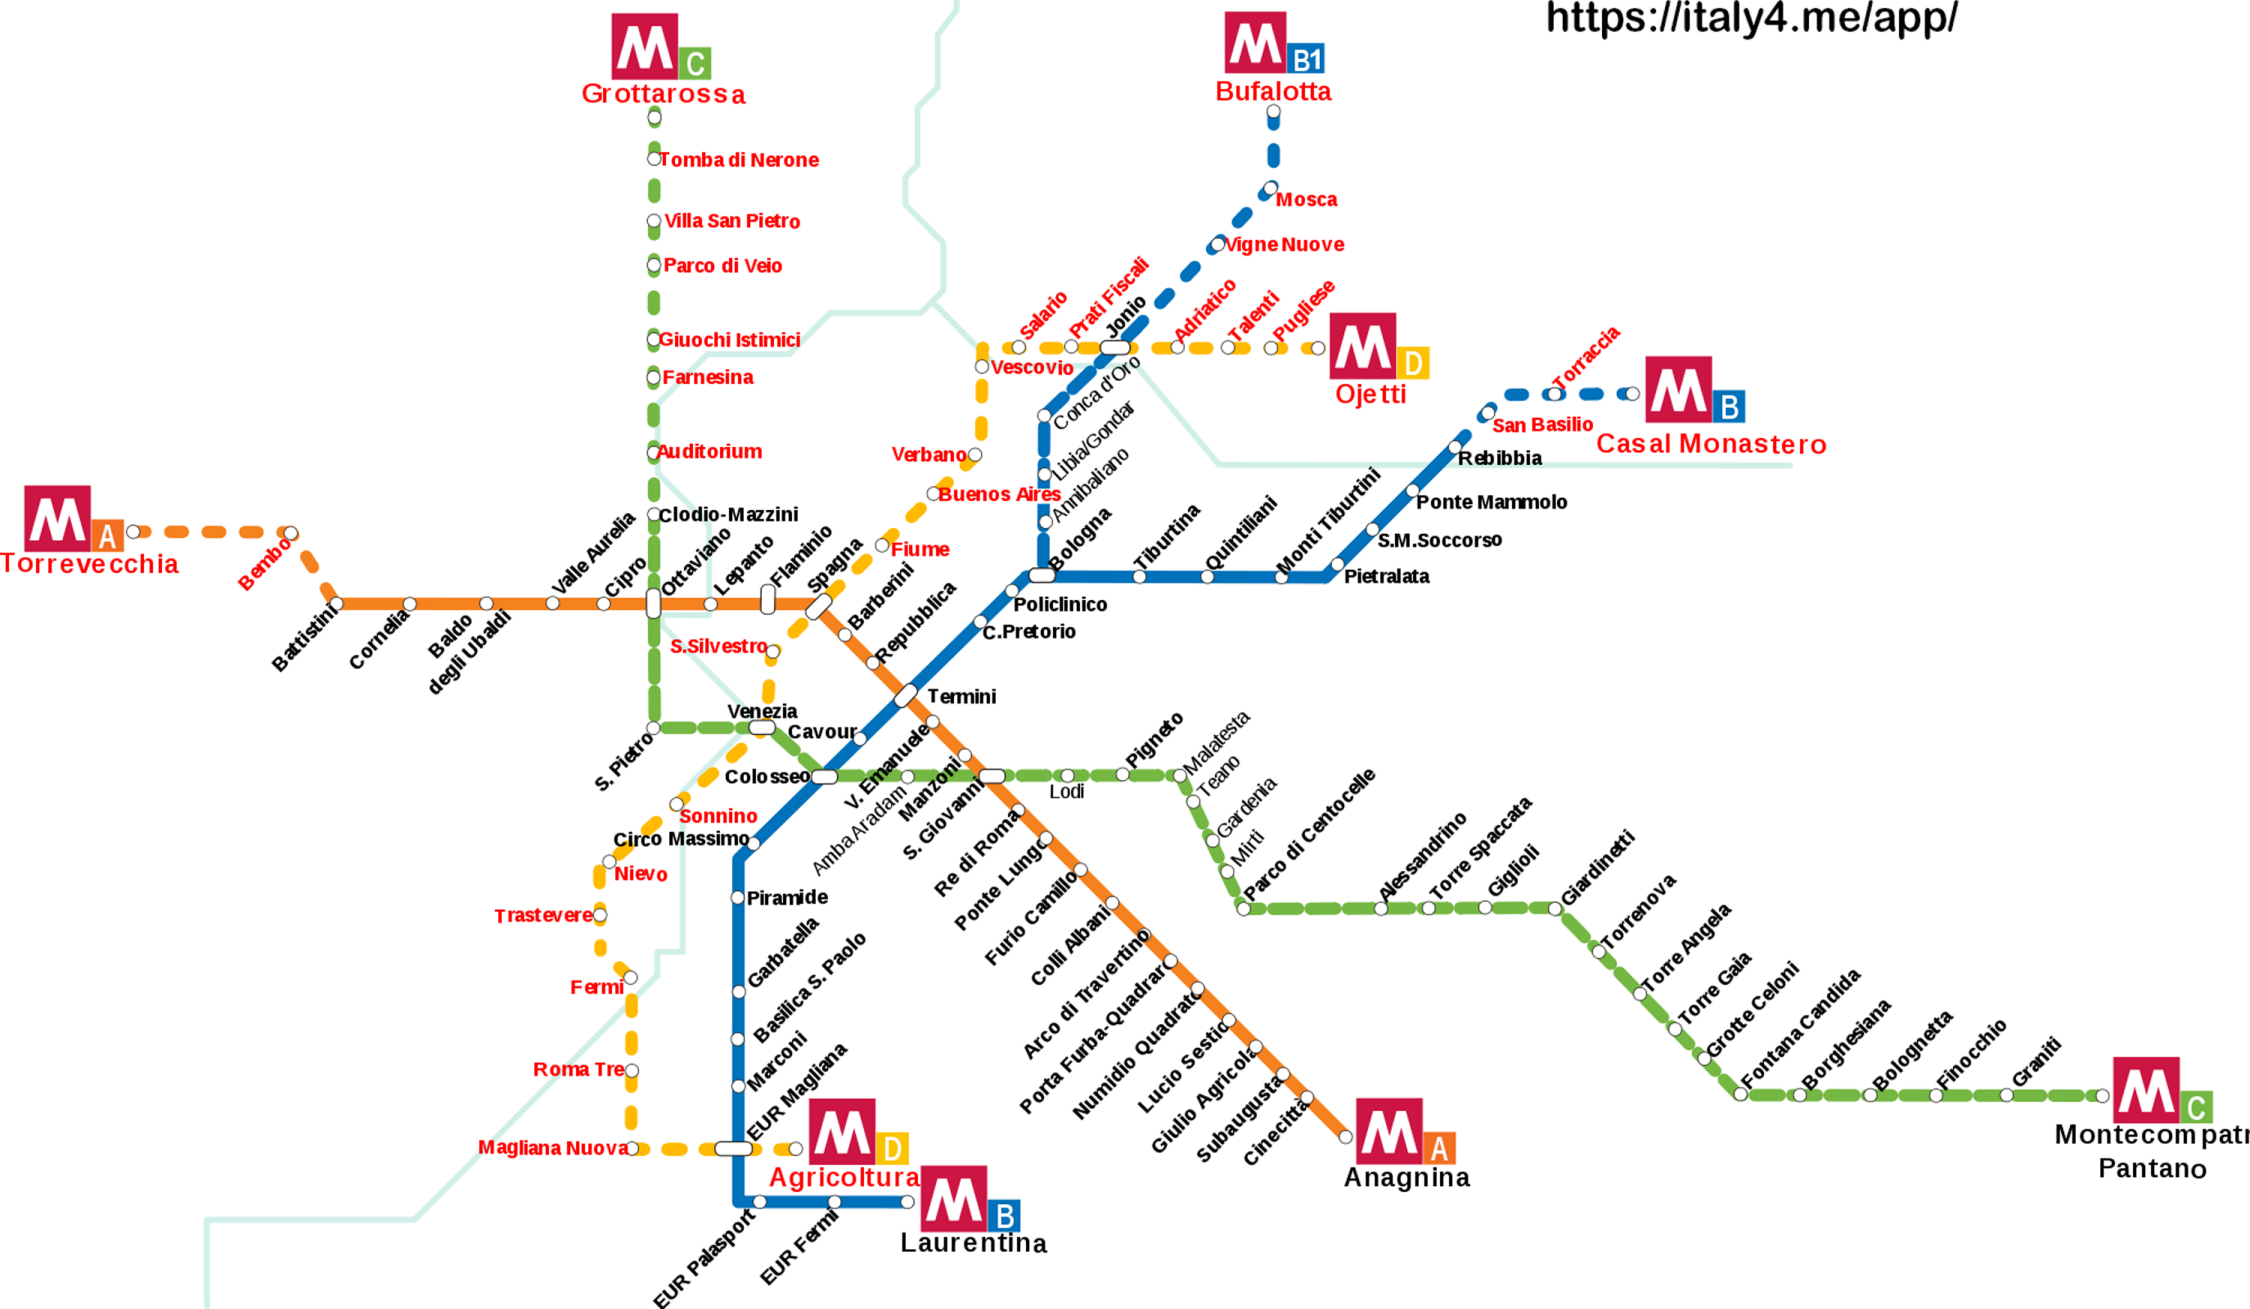 https://italy4.me/app/
M C
Grottarossa
M B1
Bufalotta
Tomba di Nerone
Villa San Pietro
Parco di Veio
Giuochi Istimici
Farnesina
Auditorium
Clodio-Mazzini
Mosca
Vigne Nuove
Salario
Prati Fiscali
Jonio
Adriatico
Talenti
Pugliese
M D
Ojetti
Vescovio
Verbano
Buenos Aires
Fiume
Conca d'Oro
Libia/Gondar
Annibaliano
Bologna
Tiburtina
Quintiliani
Monti Tiburtini
Pietralata
S.M.Soccorso
Ponte Mammolo
Rebibbia
San Basilio
Torraccia
M B
Casal Monastero
M A
Torrevecchia
Bembo
Battistini
Cornelia
Baldo
degli Ubaldi
Valle Aurelia
Cipro
Ottaviano
Lepanto
Flaminio
Spagna
Barberini
Repubblica
Policlinico
C.Pretorio
S.Silvestro
Termini
Venezia
Cavour
S. Pietro
Colosseo
V. Emanuele
Manzoni
Amba Aradam
S. Giovanni
Lodi
Pigneto
Malatesta
Teano
Gardenia
Mirti
Parco di Centocelle
Alessandrino
Torre Spaccata
Giglioli
Giardinetti
Torrenova
Torre Angela
Torre Gaia
Grotte Celoni
Fontana Candida
Borghesiana
Bolognetta
Finocchio
Graniti
M C
Montecompatr
Pantano
Sonnino
Circo Massimo
Nievo
Trastevere
Fermi
Roma Tre
Magliana Nuova
Piramide
Garbatella
Basilica S. Paolo
Marconi
EUR Magliana
M D
Agricoltura
EUR Palasport
EUR Fermi
M B
Laurentina
Re di Roma
Ponte Lungo
Furio Camillo
Colli Albani
Arco di Travertino
Porta Furba-Quadraro
Numidio Quadrato
Lucio Sestio
Giulio Agricola
Subaugusta
Cinecittà
M A
Anagnina